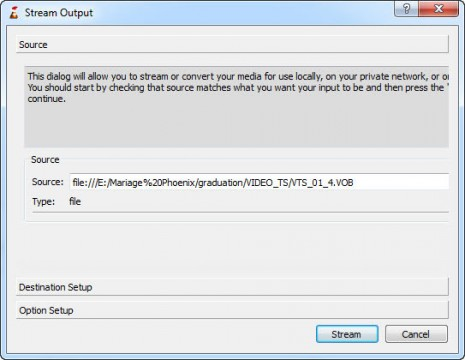 Stream Output
Source
This dialog will allow you to stream or convert your media for use locally, on your private network, or
You should start by checking that source matches what you want your input to be and then press the
continue.
Source
Source: file:///E:/Mariage%20Phoenix/graduation/VIDEO_TS/VTS_01_4.VOB
Type: file
Destination Setup
Option Setup
Stream Cancel